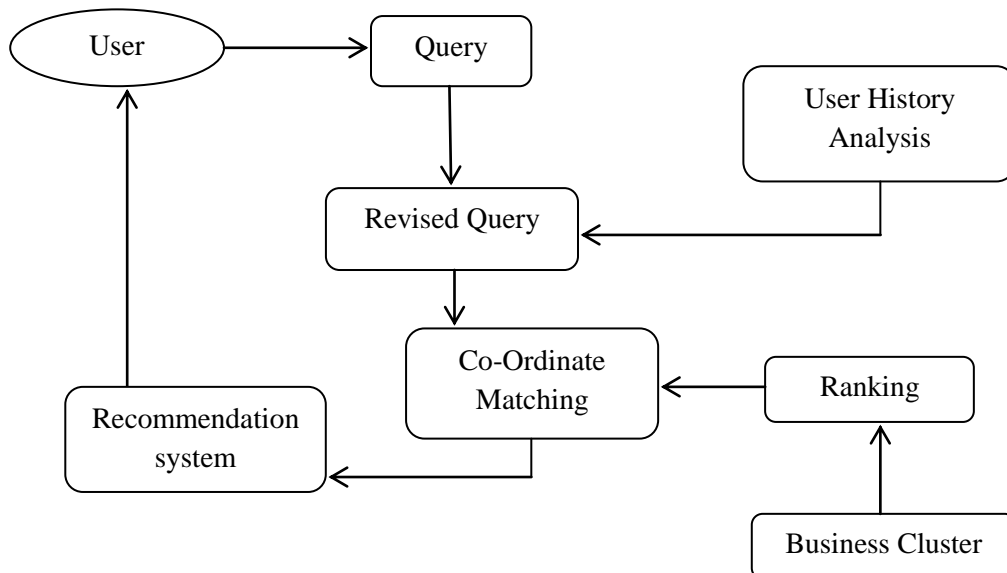 User
Query
User History
Analysis
Revised Query
Co-Ordinate
Matching
Ranking
Recommendation
system
Business Cluster